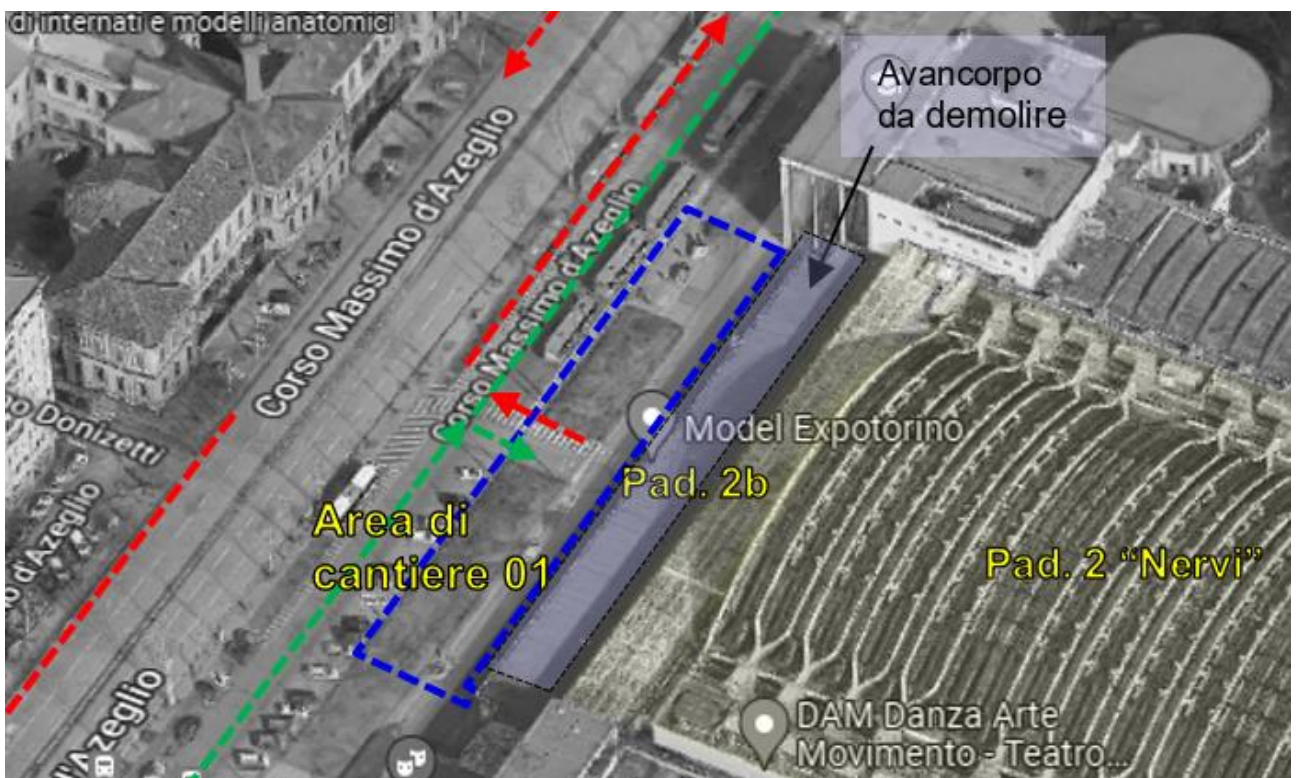 di internati e modelli anatomici
Avancorpo
da demolire
Corso Massimo d'Azeglio
Corso Massimo d'Azeglio
o Donizetti
Model Expotorino
Pad. 2b
Area di
cantiere 01
Pad. 2 “Nervi”
o d'Azeglio
d'Azeglio
DAM Danza Arte
Movimento - Teatro...